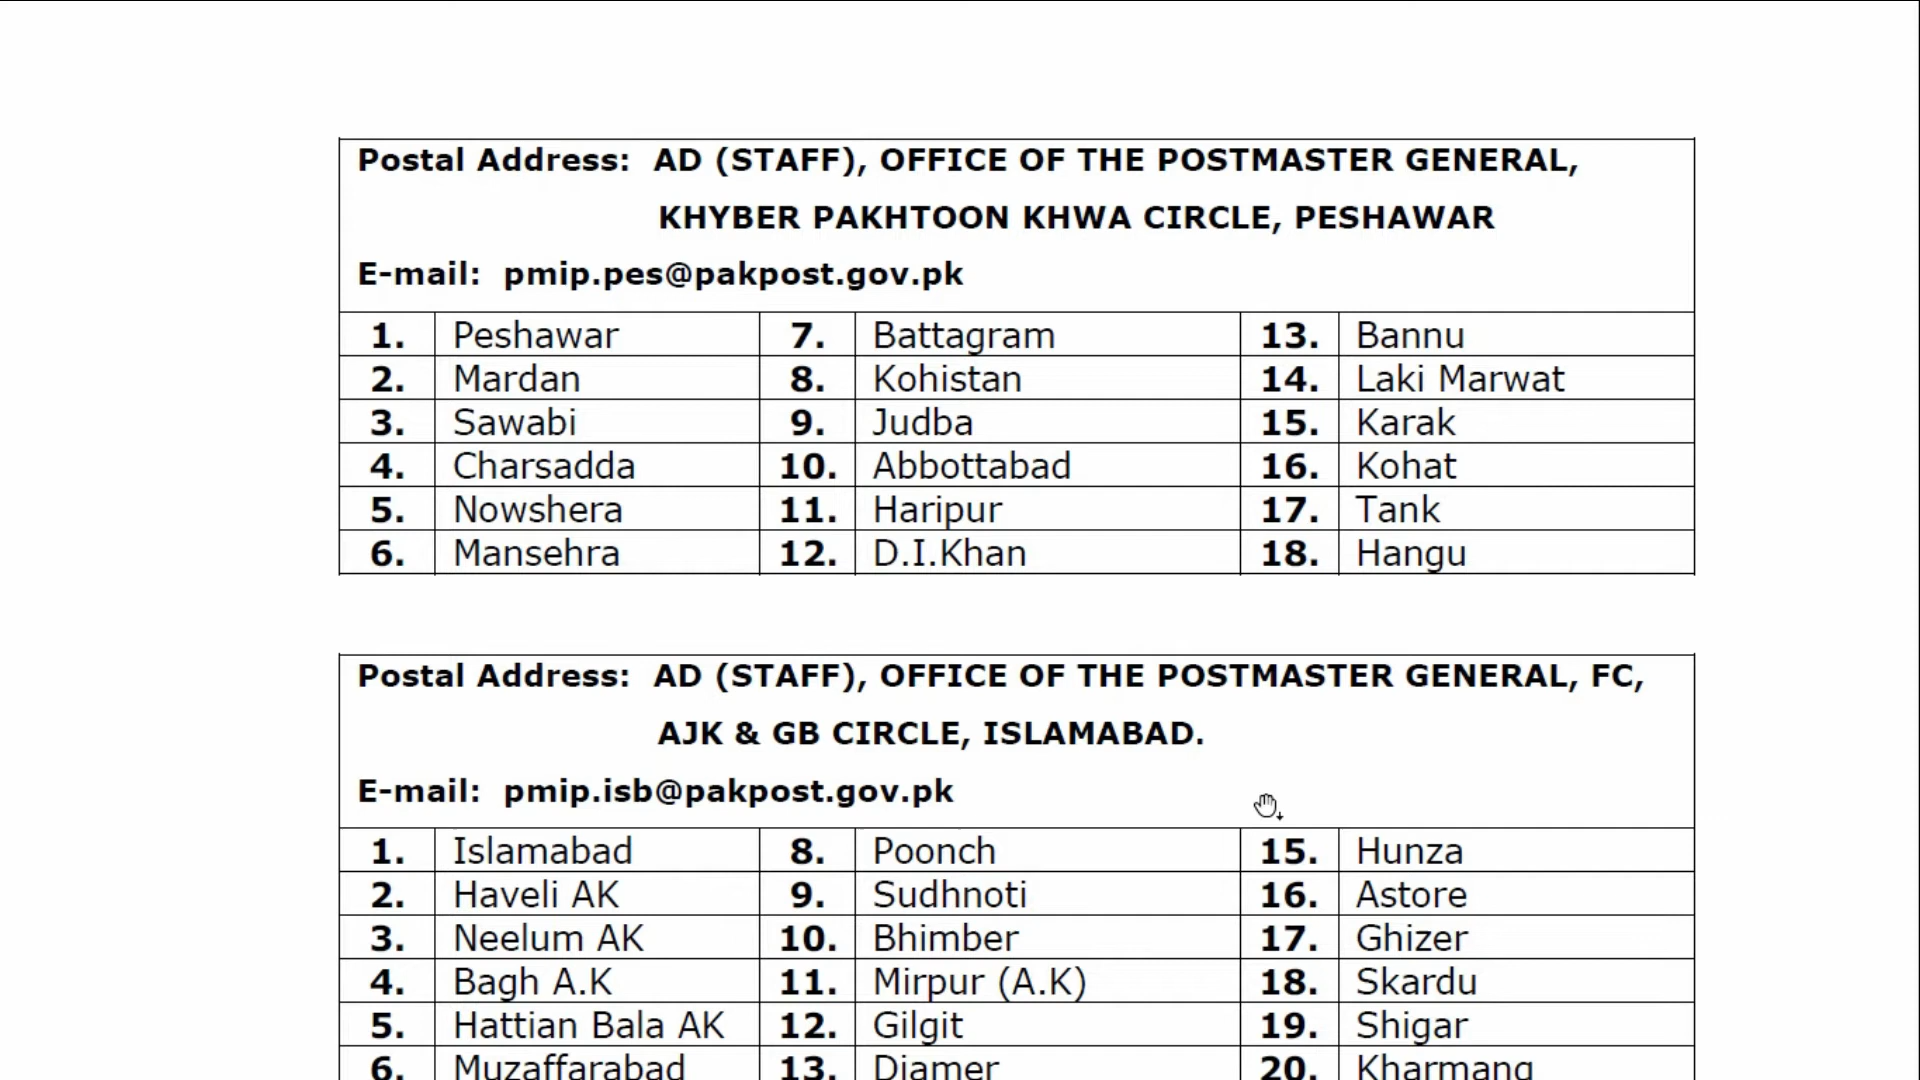 Postal Address: AD (STAFF), OFFICE OF THE POSTMASTER GENERAL,
KHYBER PAKHTOON KHWA CIRCLE, PESHAWAR
E-mail: pmip.pes@pakpost.gov.pk
1. Peshawar 7. Battagram 13. Bannu
2. Mardan 8. Kohistan 14. Laki Marwat
3. Sawabi 9. Judba 15. Karak
4. Charsadda 10. Abbottabad 16. Kohat
5. Nowshera 11. Haripur 17. Tank
6. Mansehra 12. D.I.Khan 18. Hangu
Postal Address: AD (STAFF), OFFICE OF THE POSTMASTER GENERAL, FC,
AJK & GB CIRCLE, ISLAMABAD.
E-mail: pmip.isb@pakpost.gov.pk
1. Islamabad 8. Poonch 15. Hunza
2. Haveli AK 9. Sudhnoti 16. Astore
3. Neelum AK 10. Bhimber 17. Ghizer
4. Bagh A.K 11. Mirpur (A.K) 18. Skardu
5. Hattian Bala AK 12. Gilgit 19. Shigar
6. Muzaffarabad 13. Diamer 20. Kharmang